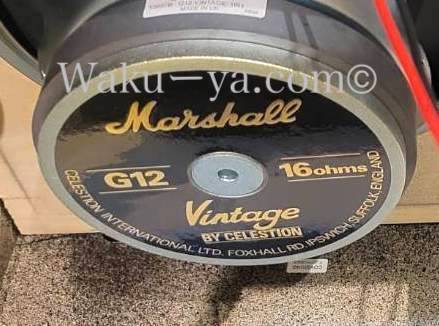 MADE IN UK
Waku-ya.com©
Marshall
G12
16ohms
Vintage
BY CELESTION
CELESTION INTERNATIONAL LTD. FOXHALL RD. IPSWICH, SUFFOLK, ENGLAND